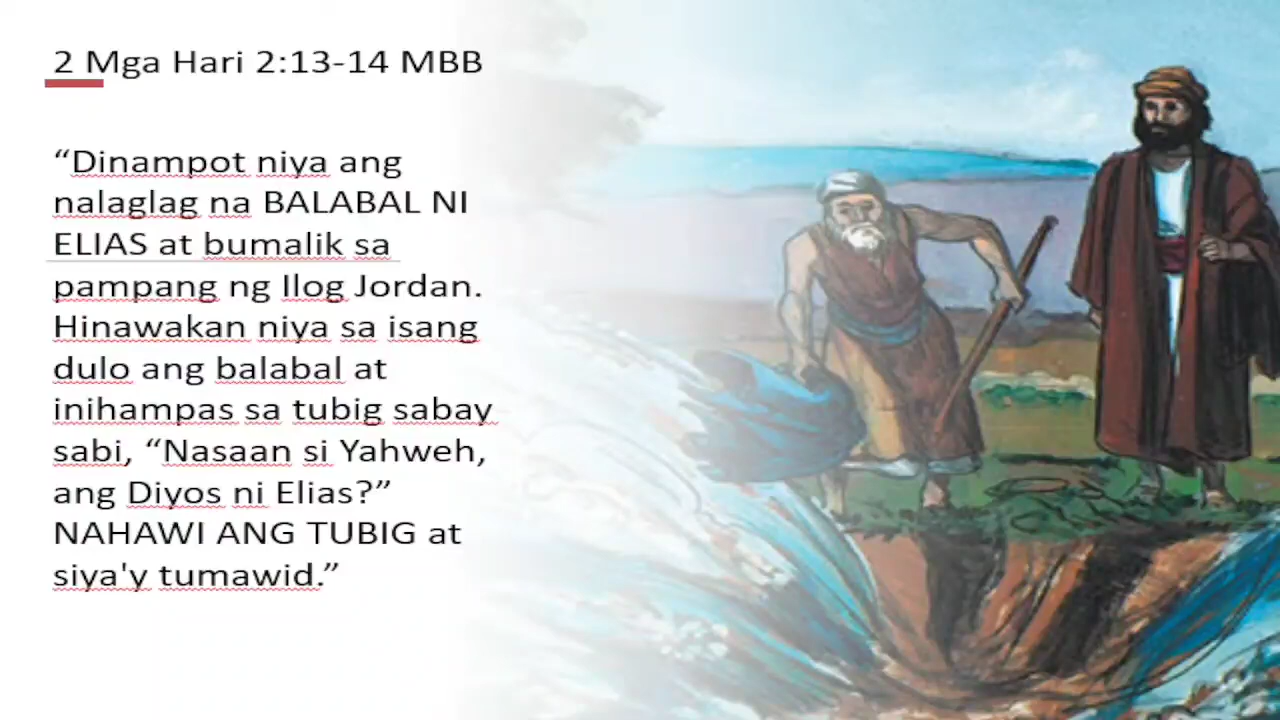 2 Mga Hari 2:13-14 MBB
“Dinampot niya ang
nalaglag na BALABAL NI
ELIAS at bumalik sa
pampang ng Ilog Jordan.
Hinawakan niya sa isang
dulo ang balabal at
inihampas sa tubig sabay
sabi, “Nasaan si Yahweh,
ang Diyos ni Elias?”
NAHAWI ANG TUBIG at
siya'y tumawid.”